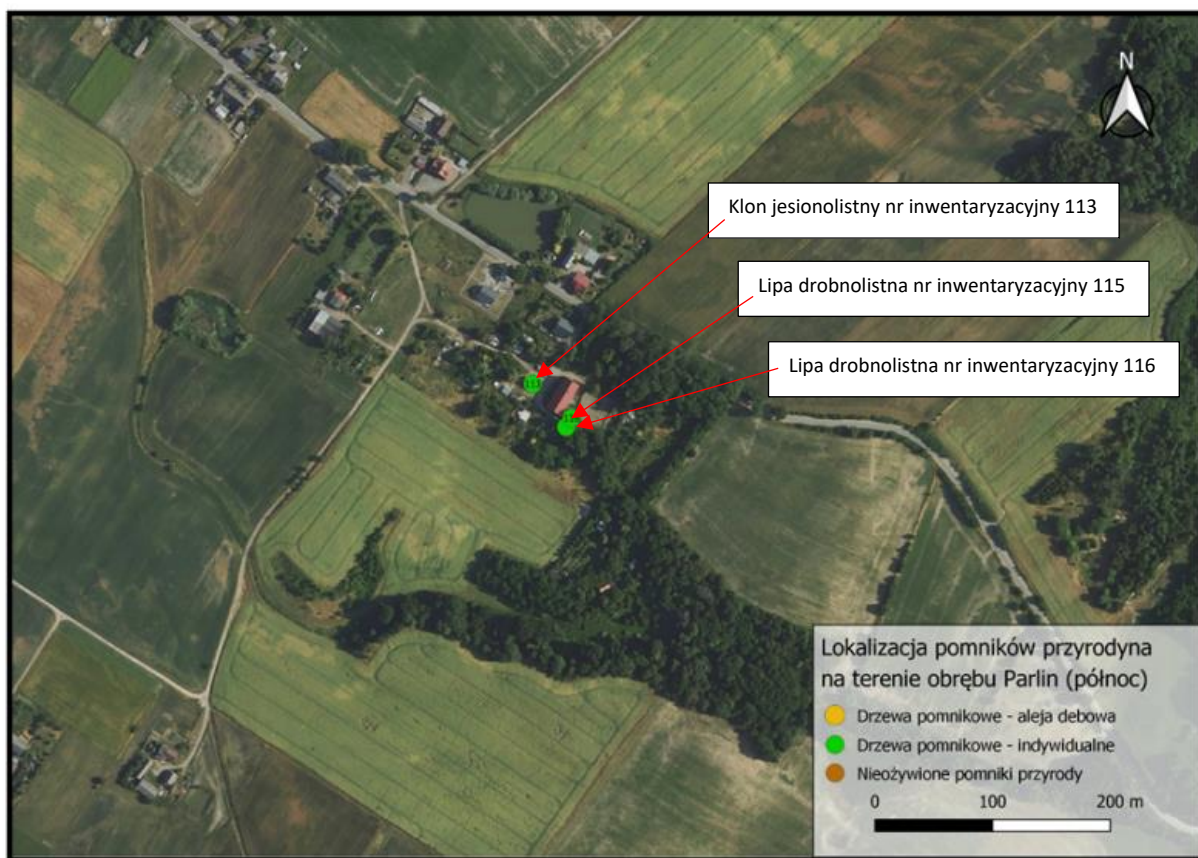 N
Klon jesionolistny nr inwentaryzacyjny 113
Lipa drobnolistna nr inwentaryzacyjny 115
Lipa drobnolistna nr inwentaryzacyjny 116
113
Lokalizacja pomników przyrodyna
na terenie obrębu Parlin (północ)
Drzewa pomnikowe - aleja debowa
Drzewa pomnikowe - indywidualne
Nieożywione pomniki przyrody
0 100 200 m